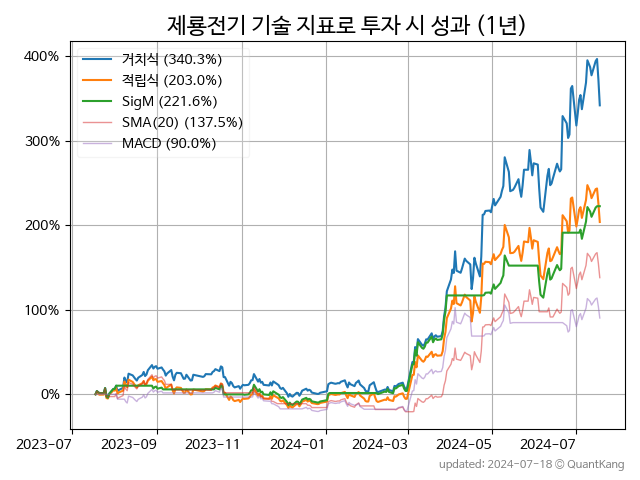 제룡전기 기술 지표로 투자 시 성과 (1년)
400%
300%
200%
100%
0%
거치식 (340.3%)
적립식 (203.0%)
SigM (221.6%)
SMA(20) (137.5%)
MACD (90.0%)
2023-07 2023-09 2023-11 2024-01 2024-03 2024-05 2024-07
updated: 2024-07-18 © QuantKang